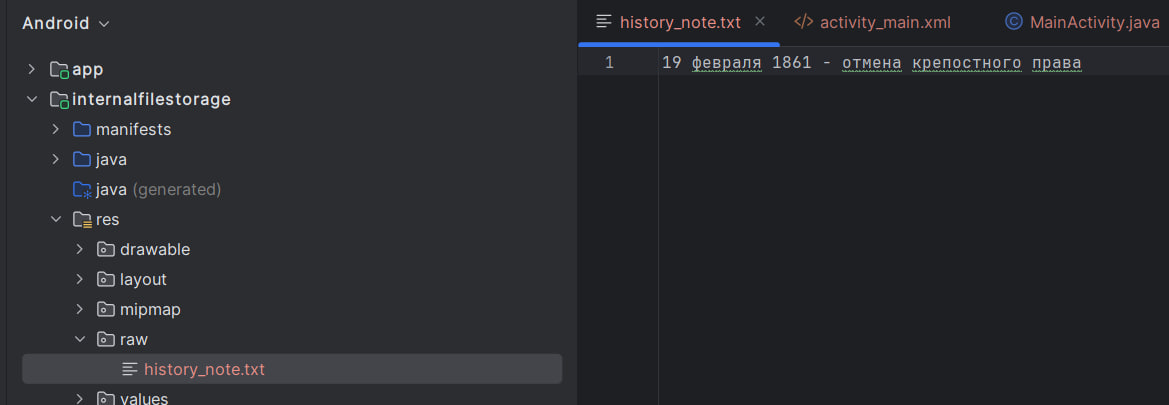 Android
history_note.txt
activity_main.xml
MainActivity.java
app
internalfilestorage
manifests
java
java (generated)
res
drawable
layout
mipmap
raw
history_note.txt
values
1
19 февраля 1861 - отмена крепостного права